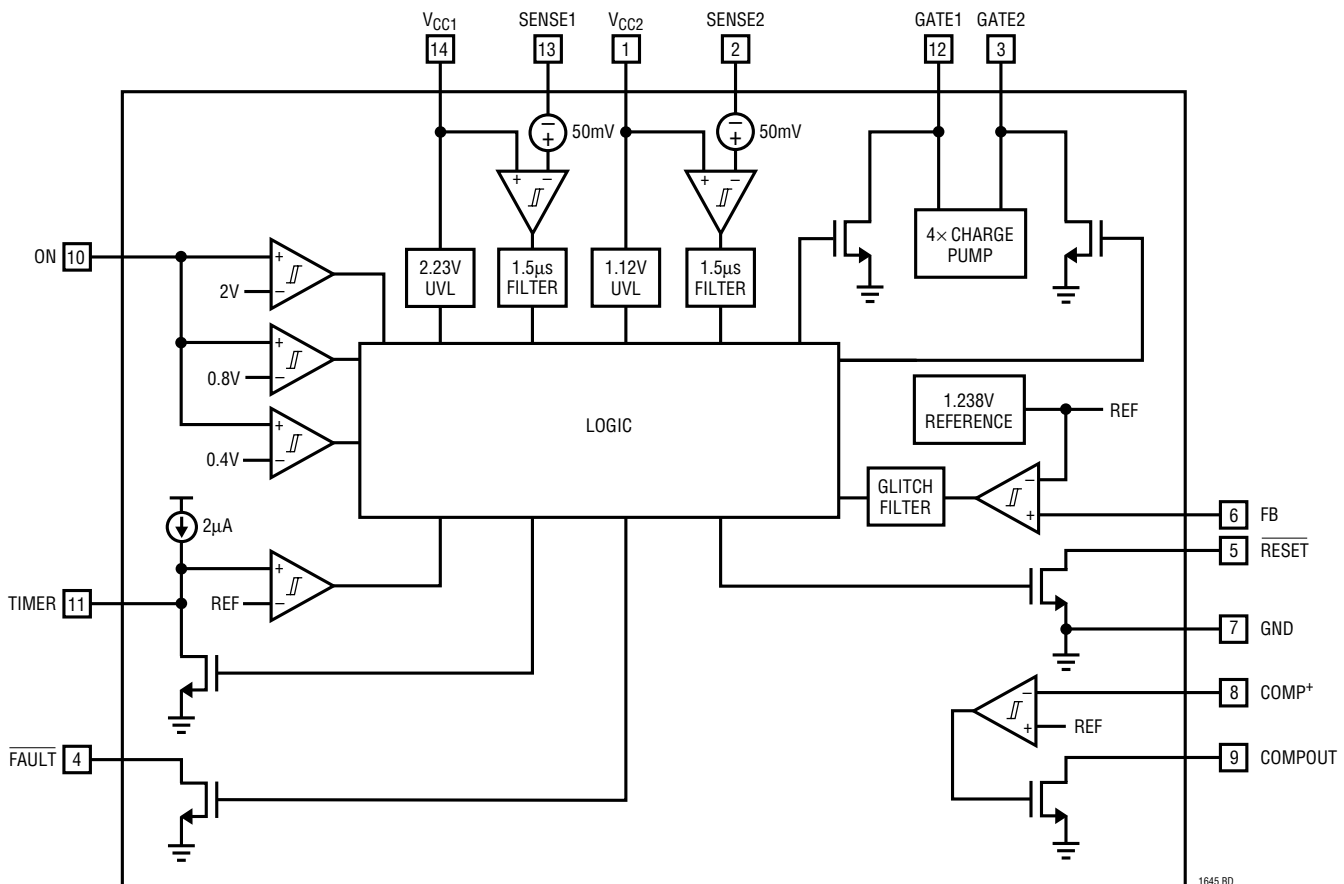 VCC1 SENSE1 VCC2 SENSE2 GATE1 GATE2
14 13 1 2 12 3
− + 50mV − + 50mV
+ − + −
ON 10
+ − 2V
2.23V UVL
1.5µs FILTER
1.12V UVL
1.5µs FILTER
4× CHARGE PUMP
+ − 0.8V
+ − 0.4V
LOGIC
1.238V REFERENCE
REF
GLITCH FILTER
− +
6 FB
2µA
5 RESET
TIMER 11
+ − REF
7 GND
8 COMP+
− + REF
FAULT 4
9 COMPOUT
1645 BD